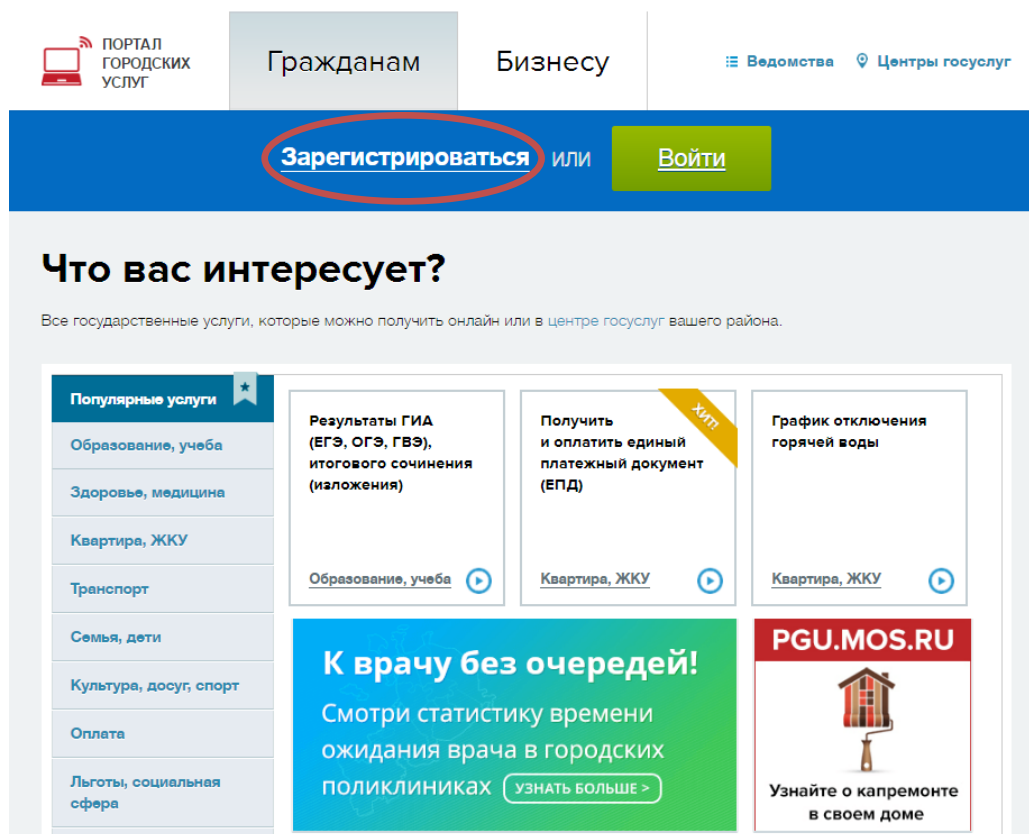 ПОРТАЛ
ГОРОДСКИХ
УСЛУГ
Гражданам
Бизнесу
Ведомства
Центры госуслуг
Зарегистрироваться или Войти
Что вас интересует?
Все государственные услуги, которые можно получить онлайн или в центре госуслуг вашего района.
Популярные услуги
Образование, учеба
Здоровье, медицина
Квартира, ЖКУ
Транспорт
Семья, дети
Культура, досуг, спорт
Оплата
Льготы, социальная
сфера
Результаты ГИА
(ЕГЭ, ОГЭ, ГВЭ),
итогового сочинения
(изложения)
Образование, учеба
Получить
и оплатить единый
платежный документ
(ЕПД)
ХИТ!
Квартира, ЖКУ
График отключения
горячей воды
Квартира, ЖКУ
К врачу без очередей!
Смотри статистику времени
ожидания врача в городских
поликлиниках УЗНАТЬ БОЛЬШЕ >
PGU.MOS.RU
Узнайте о капремонте
в своем доме